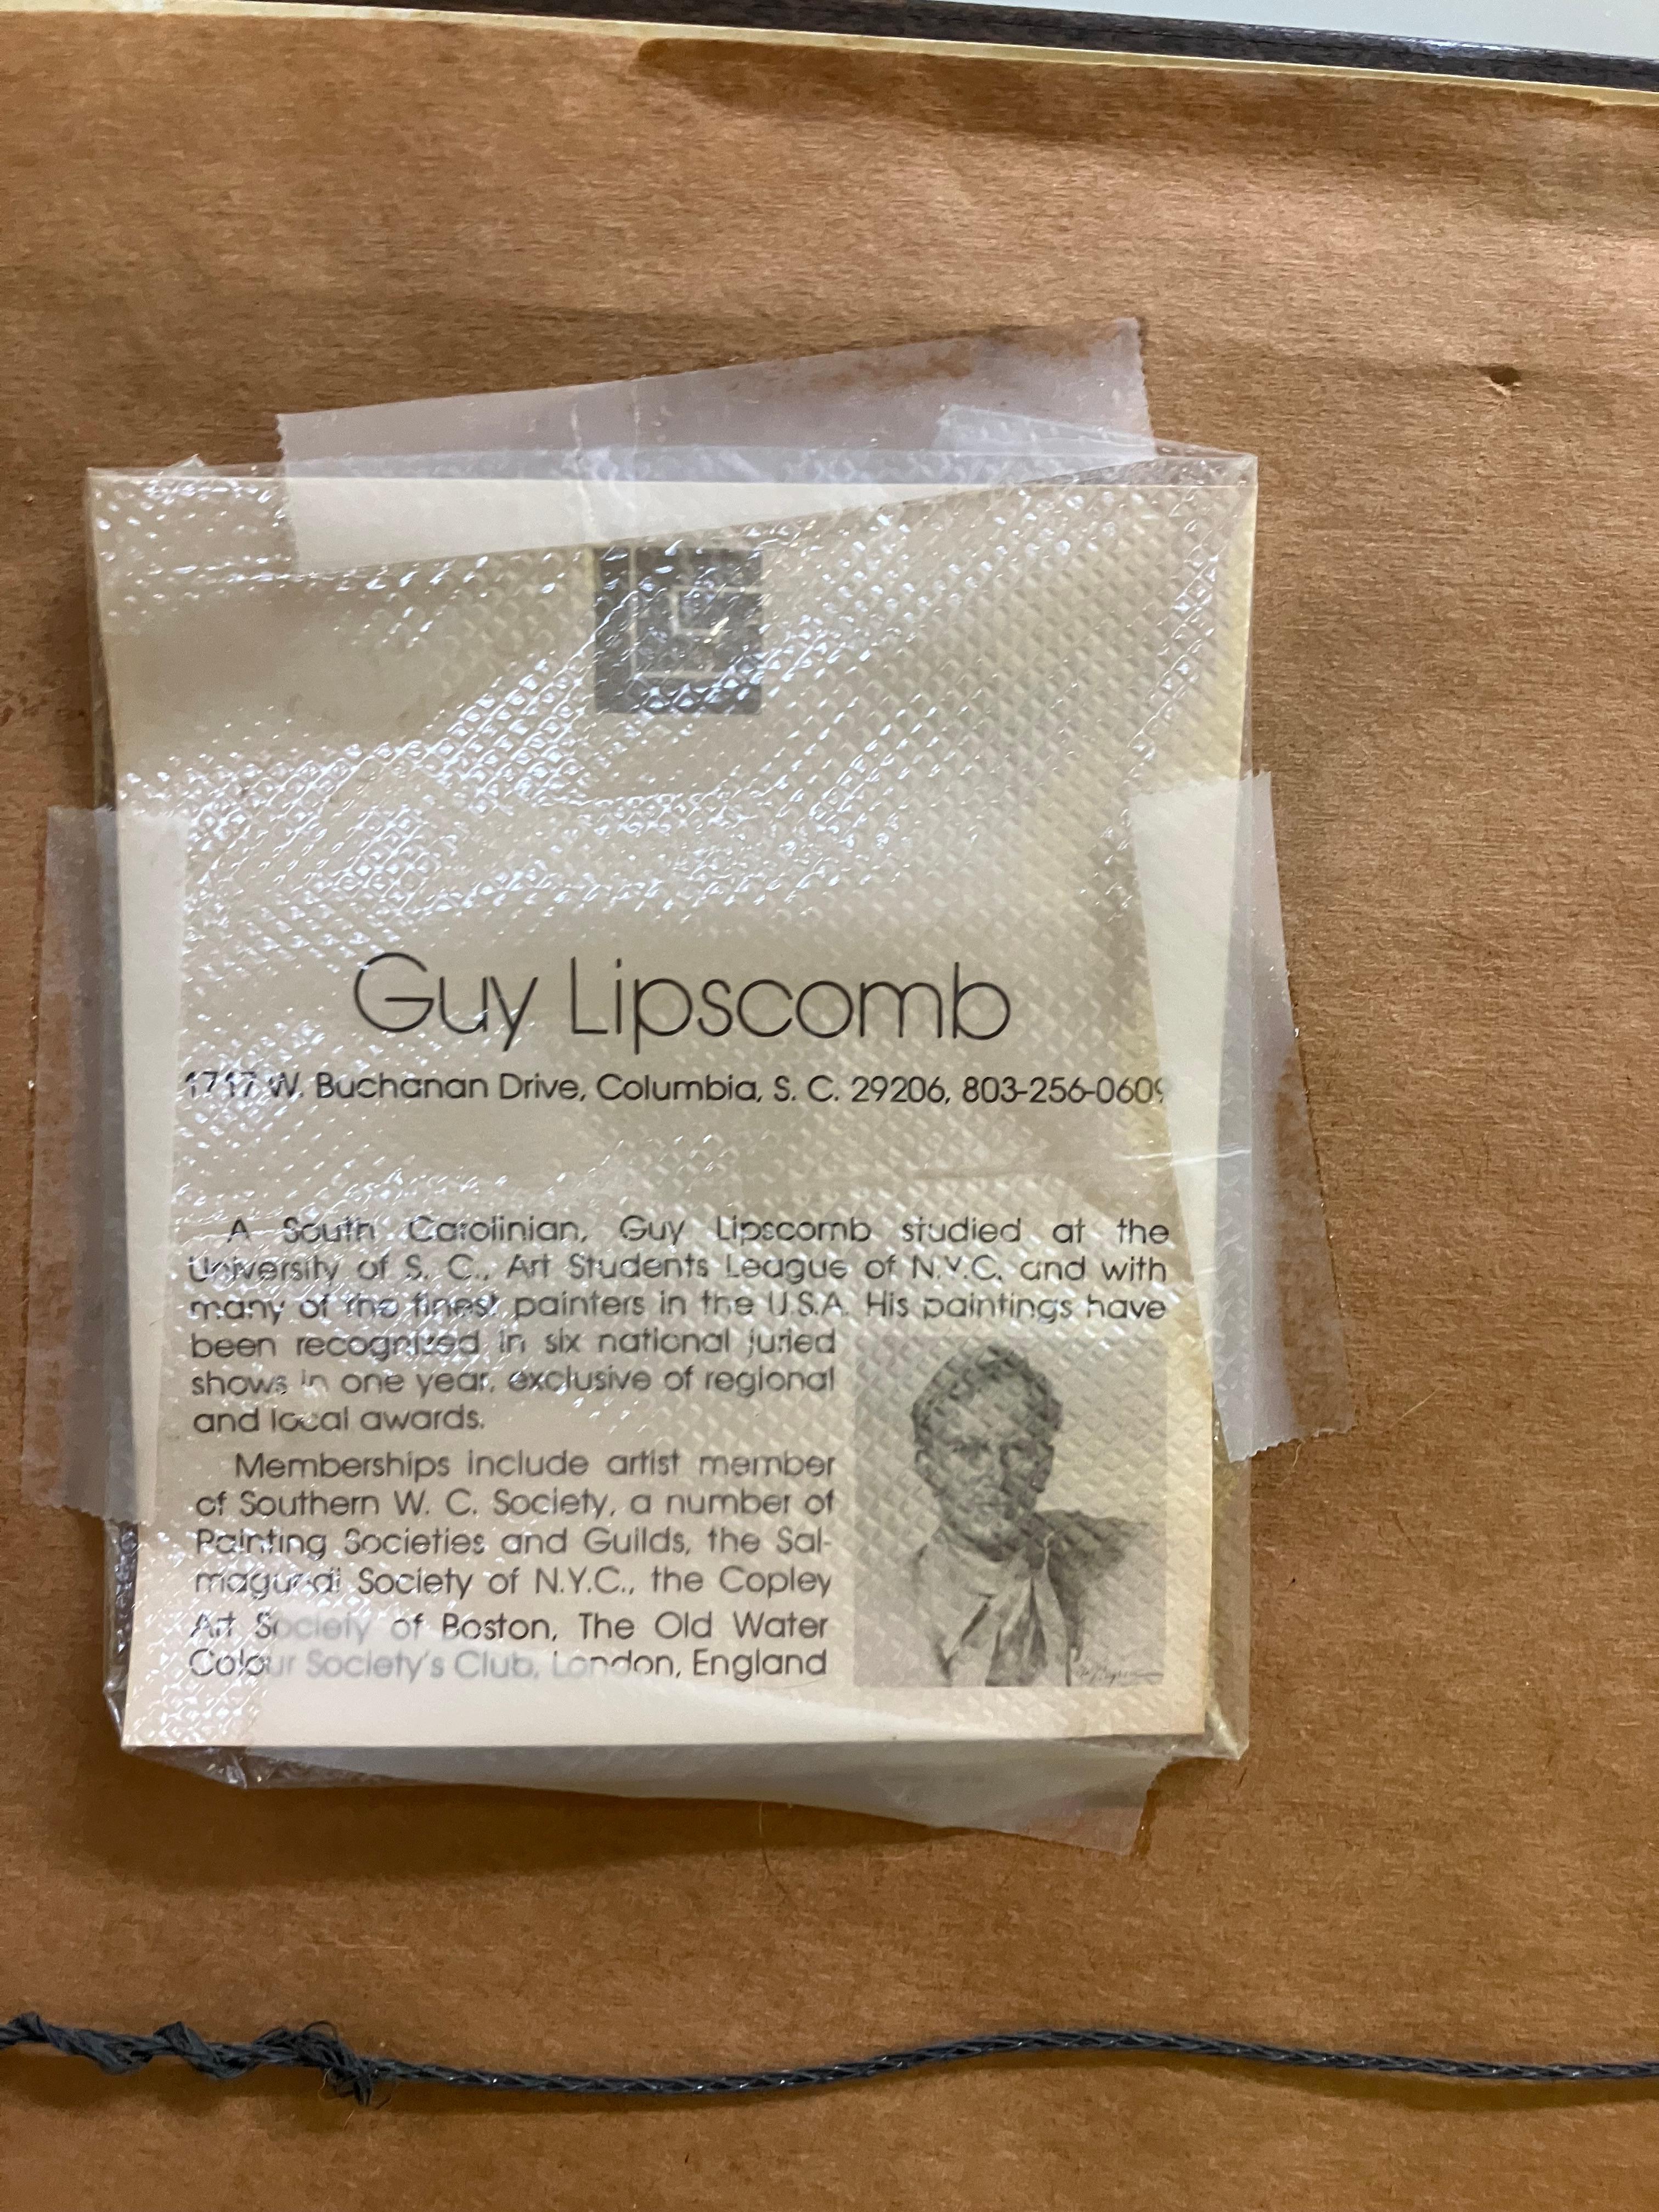 Guy Lipscomb
1717 W. Buchanan Drive, Columbia, S. C. 29206, 803-256-0609
A South Carolinian, Guy Lipscomb studied at the
University of S. C., Art Students League of N.Y.C. and with
many of the finest painters in the U.S.A. His paintings have
been recognized in six national juried
shows in one year, exclusive of regional
and local awards.
Memberships include artist member
of Southern W. C. Society, a number of
Painting Societies and Guilds, the Sal-
magundi Society of N.Y.C., the Copley
Art Society of Boston, The Old Water
Colour Society's Club, London, England